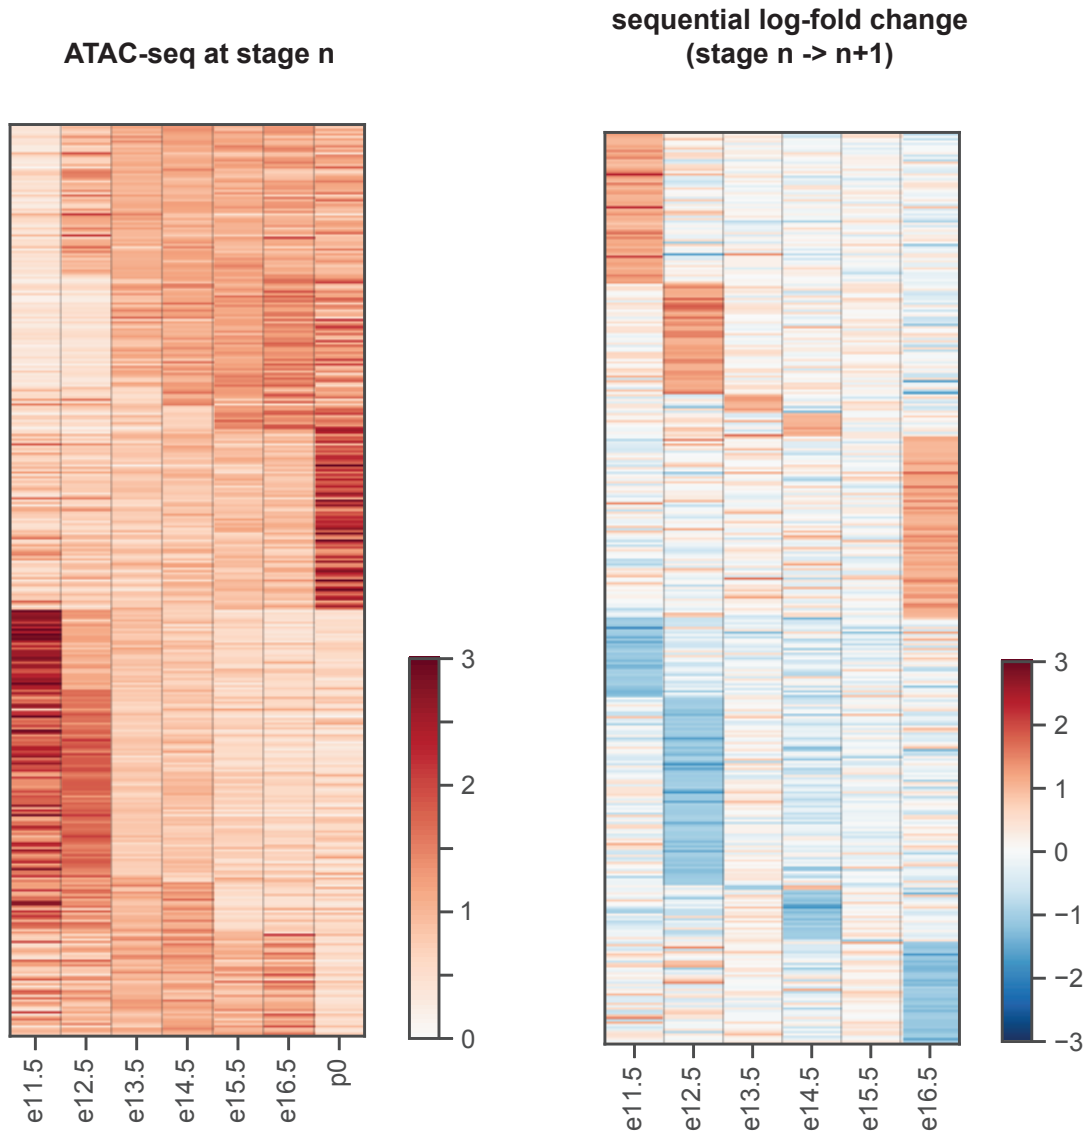 sequential log-fold change
(stage n -> n+1)
ATAC-seq at stage n
3
2
1
0
3
2
1
0
−1
−2
−3
e11.5
e12.5
e13.5
e14.5
e15.5
e16.5
p0
e11.5
e12.5
e13.5
e14.5
e15.5
e16.5